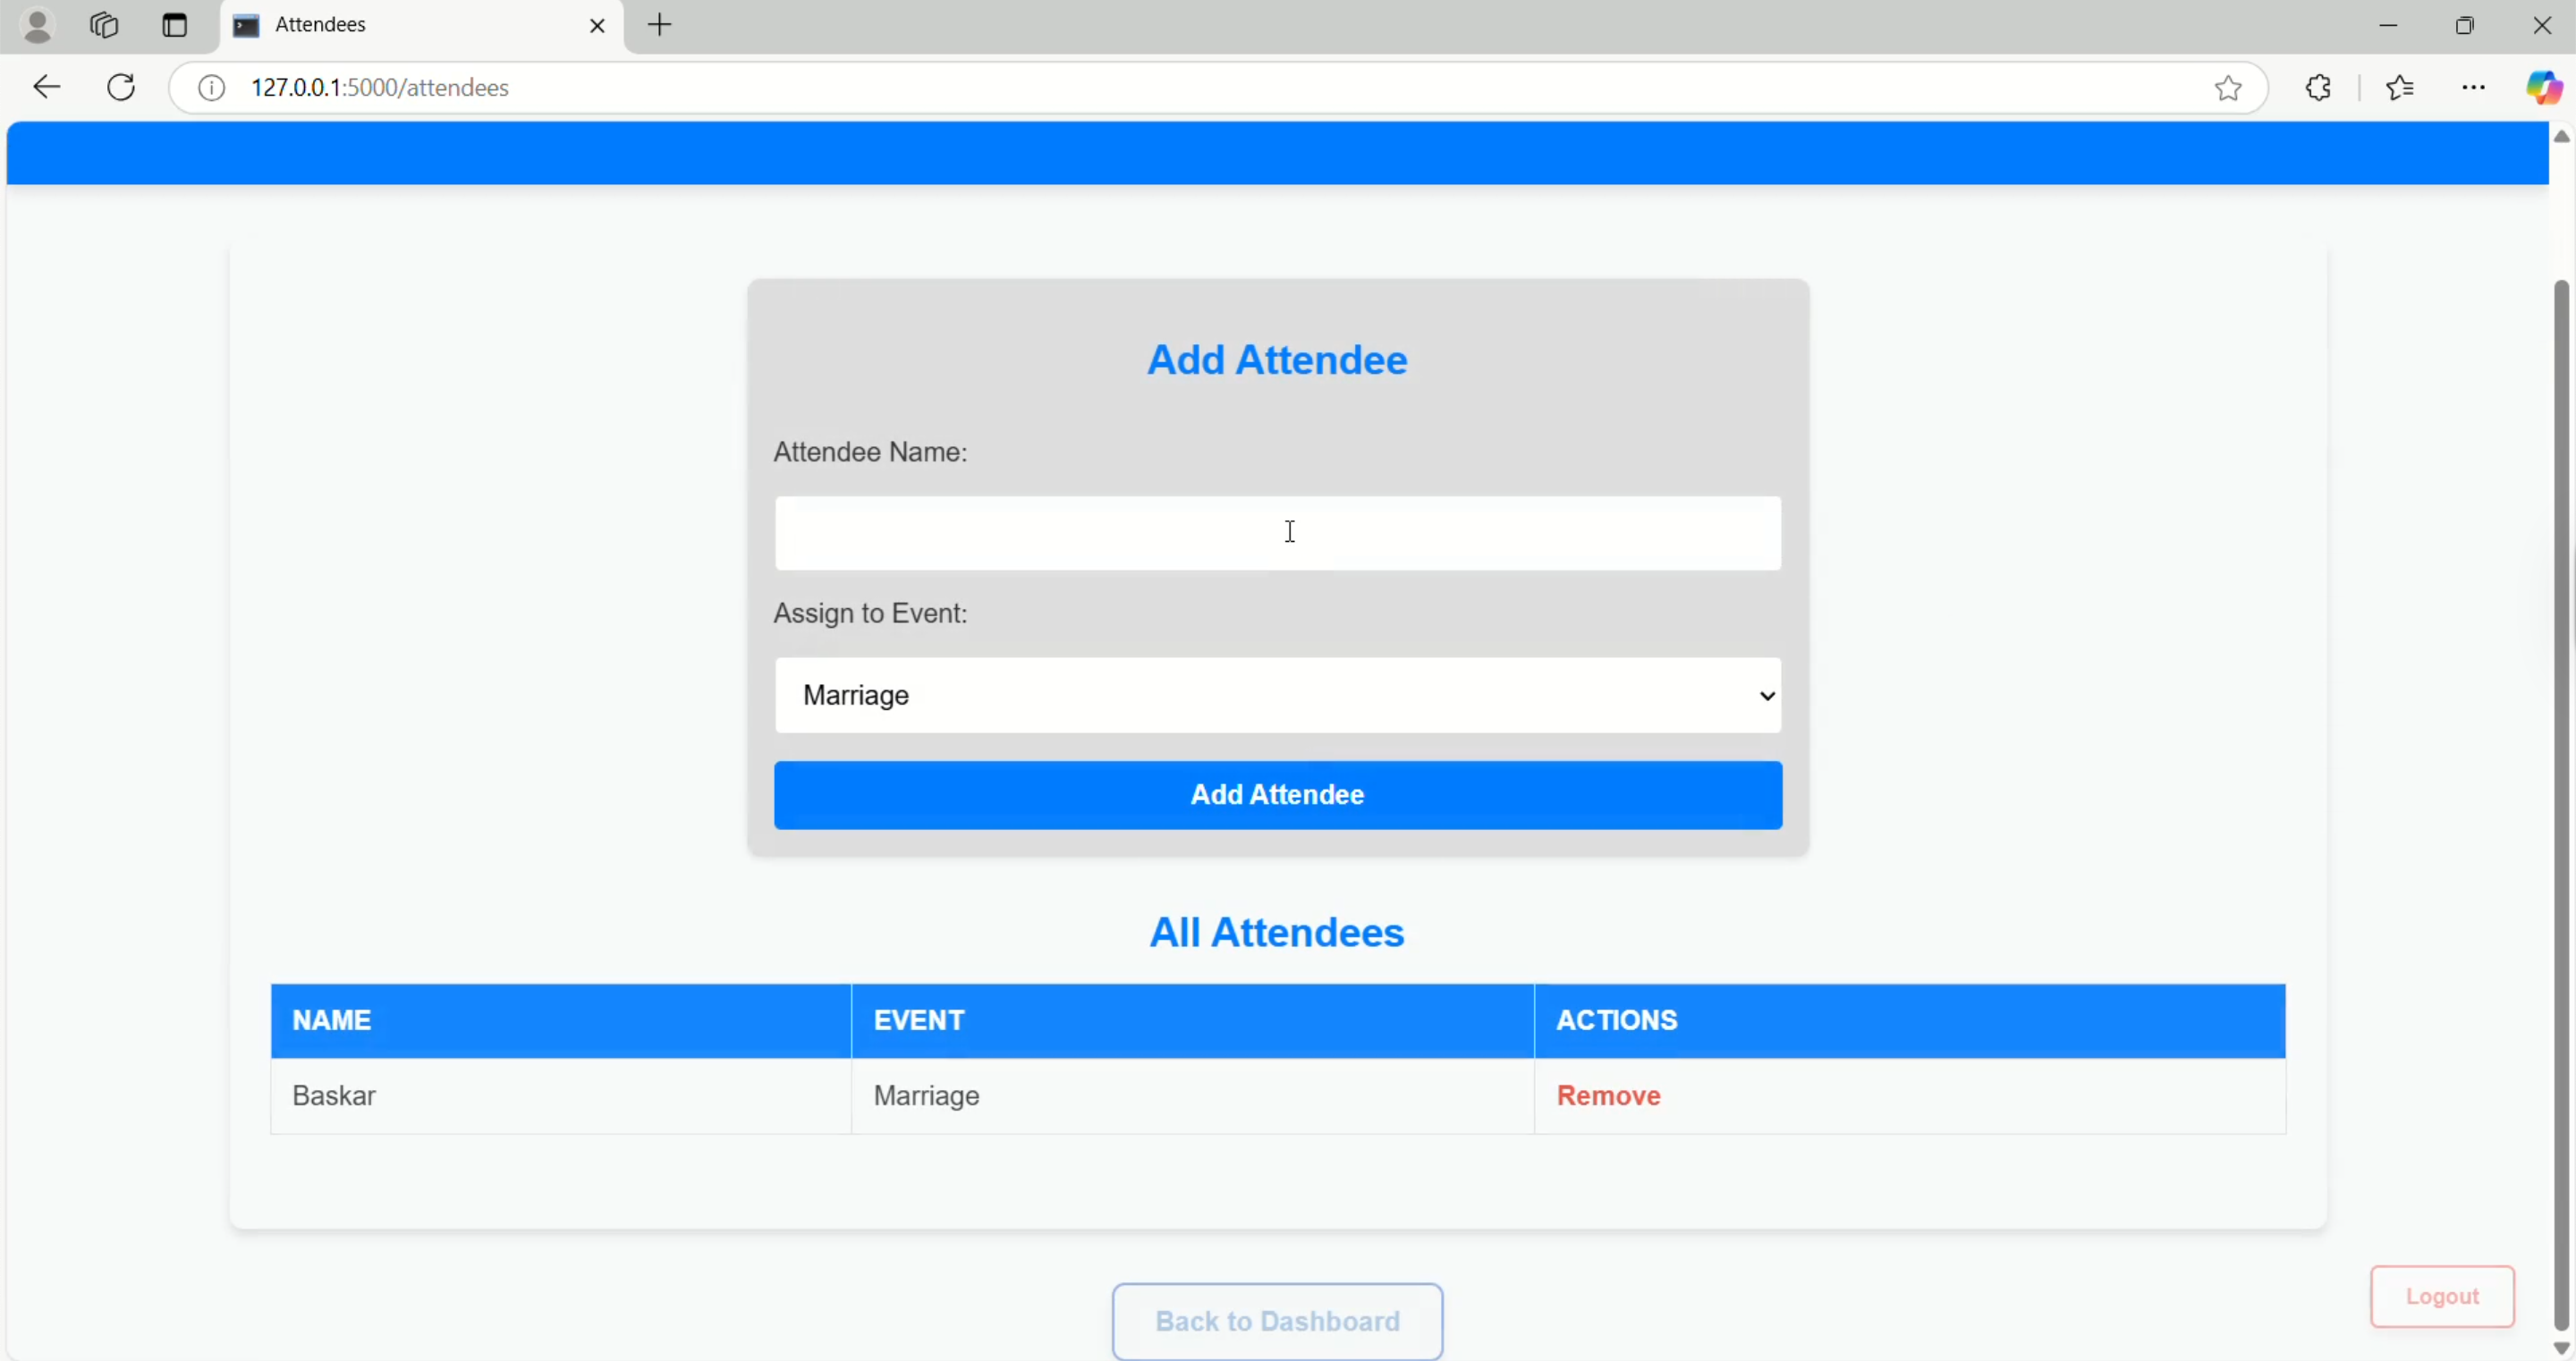 Attendees
127.0.0.1:5000/attendees
Add Attendee
Attendee Name:
Assign to Event:
Marriage
Add Attendee
All Attendees
NAME EVENT ACTIONS
Baskar Marriage Remove
Logout
Back to Dashboard